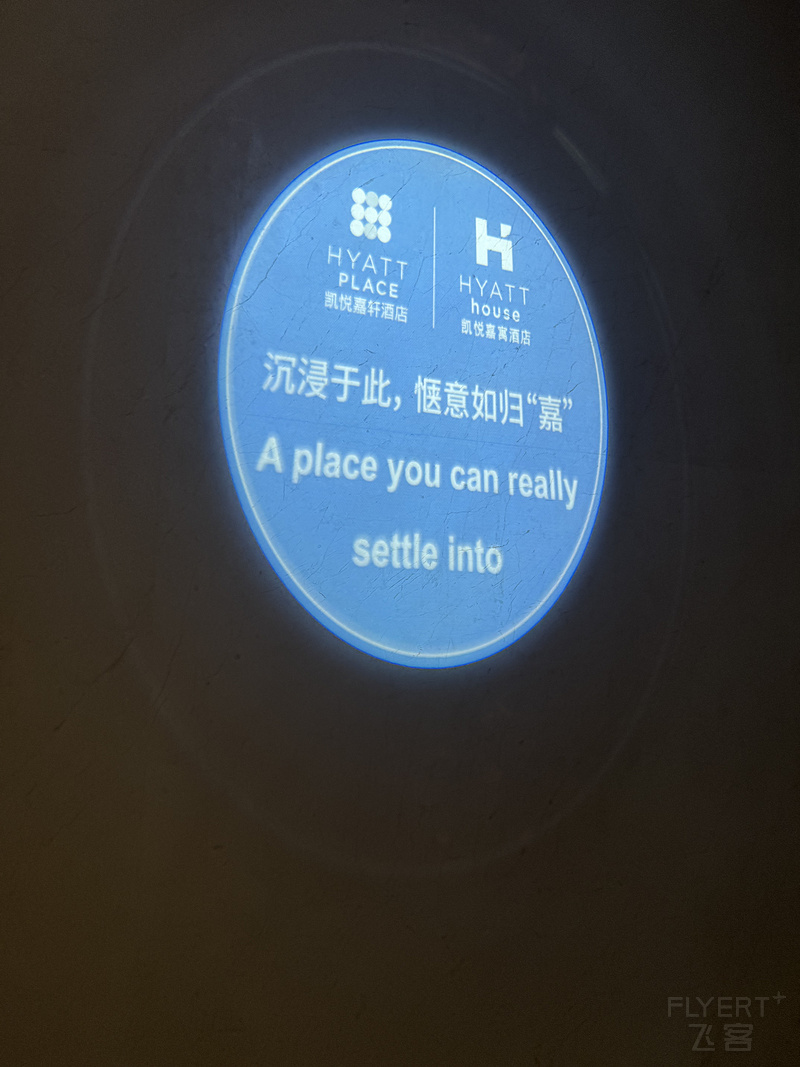 HYATT
PLACE
凯悦嘉轩酒店
HYATT
house
凯悦嘉寓酒店
沉浸于此，惬意如归“嘉”
A place you can really
settle into
FLYERT+
飞客